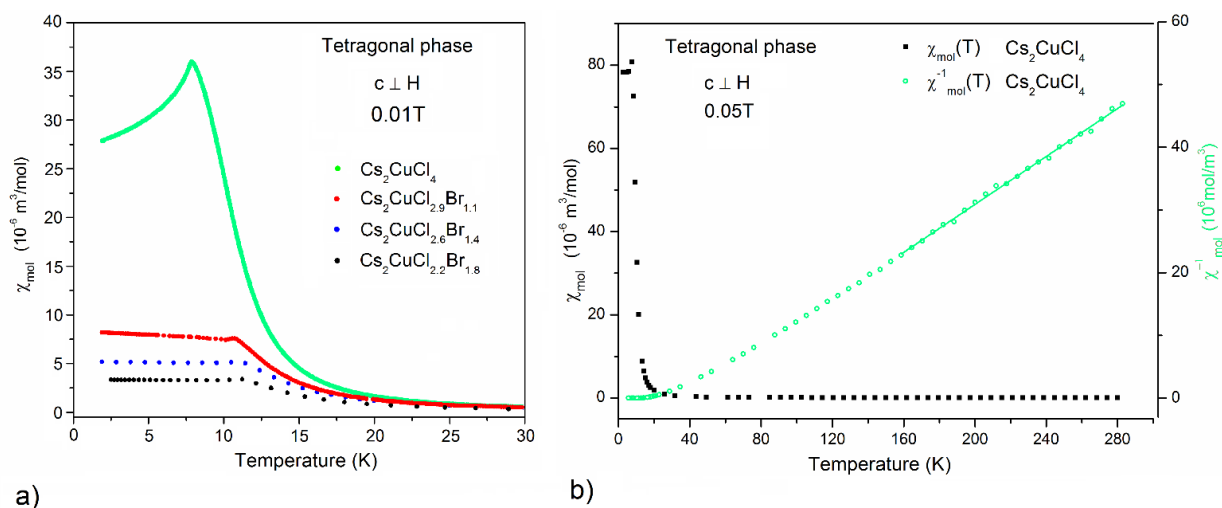 Tetragonal phase
c ⊥ H
0.01T
Cs2CuCl4
Cs2CuCl2.9Br1.1
Cs2CuCl2.6Br1.4
Cs2CuCl2.2Br1.8
χmol (10-6 m3/mol)
40
35
30
25
20
15
10
5
0
0 5 10 15 20 25 30
Temperature (K)
a)
Tetragonal phase
c ⊥ H
0.05T
χmol(T) Cs2CuCl4
χ-1mol(T) Cs2CuCl4
χmol (10-6 m3/mol)
80
60
40
20
0
0 40 80 120 160 200 240 280
Temperature (K)
60
40
20
0
χ-1mol (106mol/m3)
b)